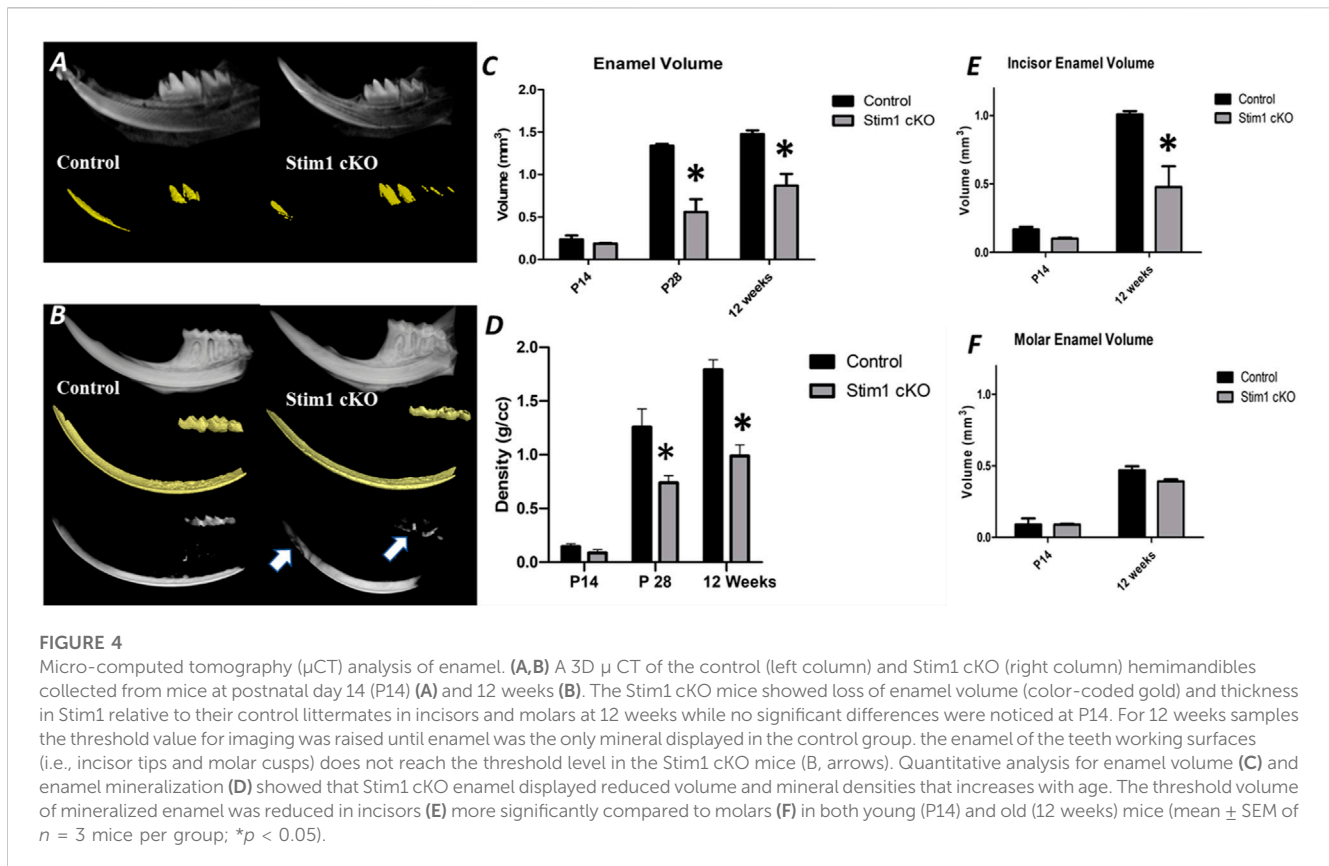 A
Control
Stim1 cKO
B
Control
Stim1 cKO
C
Enamel Volume
Control
Stim1 cKO
Volume (mm³)
2.0
1.5
1.0
0.5
0.0
*
*
P14
P28
12 weeks
D
Control
Stim1 cKO
Density (g/cc)
2.0
1.5
1.0
0.5
0.0
*
*
P14
P 28
12 Weeks
E
Incisor Enamel Volume
Control
Stim1 cKO
Volume (mm³)
1.0
0.5
0.0
*
P14
12 weeks
F
Molar Enamel Volume
Control
Stim1 cKO
Volume (mm³)
1.0
0.5
0.0
P14
12 weeks
FIGURE 4
Micro-computed tomography (µCT) analysis of enamel. (A,B) A 3D µ CT of the control (left column) and Stim1 cKO (right column) hemimandibles
collected from mice at postnatal day 14 (P14) (A) and 12 weeks (B). The Stim1 cKO mice showed loss of enamel volume (color-coded gold) and thickness
in Stim1 relative to their control littermates in incisors and molars at 12 weeks while no significant differences were noticed at P14. For 12 weeks samples
the threshold value for imaging was raised until enamel was the only mineral displayed in the control group. the enamel of the teeth working surfaces
(i.e., incisor tips and molar cusps) does not reach the threshold level in the Stim1 cKO mice (B, arrows). Quantitative analysis for enamel volume (C) and
enamel mineralization (D) showed that Stim1 cKO enamel displayed reduced volume and mineral densities that increases with age. The threshold volume
of mineralized enamel was reduced in incisors (E) more significantly compared to molars (F) in both young (P14) and old (12 weeks) mice (mean ± SEM of
n = 3 mice per group; *p < 0.05).